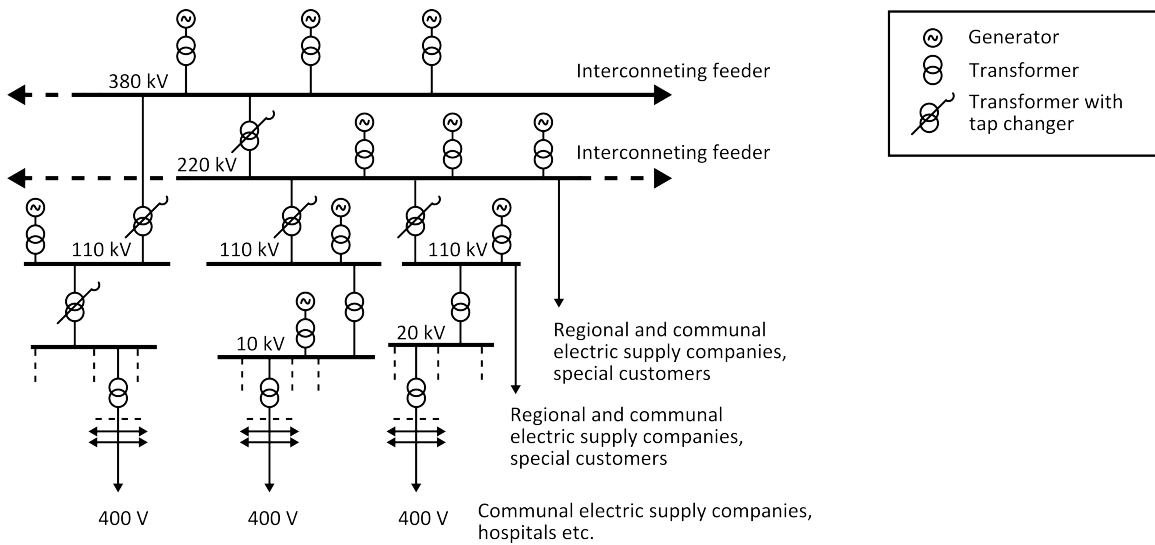 Generator
380 kV
Interconneting feeder
Transformer
Transformer with
tap changer
220 kV
Interconneting feeder
110 kV
110 kV
110 kV
10 kV
20 kV
Regional and communal
electric supply companies,
special customers
Regional and communal
electric supply companies,
special customers
400 V
400 V
400 V
Communal electric supply companies,
hospitals etc.